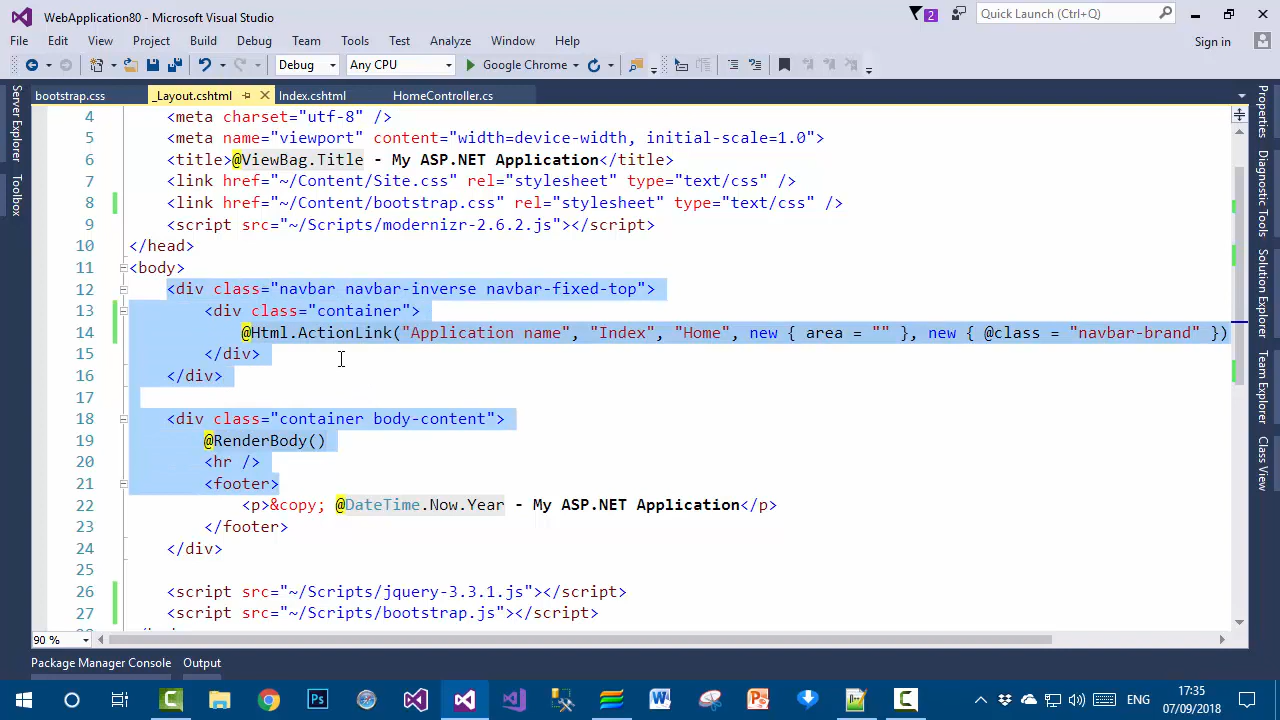 WebApplication80 - Microsoft Visual Studio
2
Quick Launch (Ctrl+Q)
File Edit View Project Build Debug Team Tools Test Analyze Window Help
Sign in
Debug Any CPU Google Chrome
bootstrap.css _Layout.cshtml Index.cshtml HomeController.cs
Server Explorer
Toolbox
4 <meta charset="utf-8" />
5 <meta name="viewport" content="width=device-width, initial-scale=1.0">
6 <title>@ViewBag.Title - My ASP.NET Application</title>
7 <link href="~/Content/Site.css" rel="stylesheet" type="text/css" />
8 <link href="~/Content/bootstrap.css" rel="stylesheet" type="text/css" />
9 <script src="~/Scripts/modernizr-2.6.2.js"></script>
10 </head>
11 <body>
12 <div class="navbar navbar-inverse navbar-fixed-top">
13 <div class="container">
14 @Html.ActionLink("Application name", "Index", "Home", new { area = "" }, new { @class = "navbar-brand" })
15 </div>
16 </div>
17
18 <div class="container body-content">
19 @RenderBody()
20 <hr />
21 <footer>
22 <p>&copy; @DateTime.Now.Year - My ASP.NET Application</p>
23 </footer>
24 </div>
25
26 <script src="~/Scripts/jquery-3.3.1.js"></script>
27 <script src="~/Scripts/bootstrap.js"></script>
Properties
Diagnostic Tools
Solution Explorer
Team Explorer
Class View
90 %
Package Manager Console Output
ENG
17:35
07/09/2018